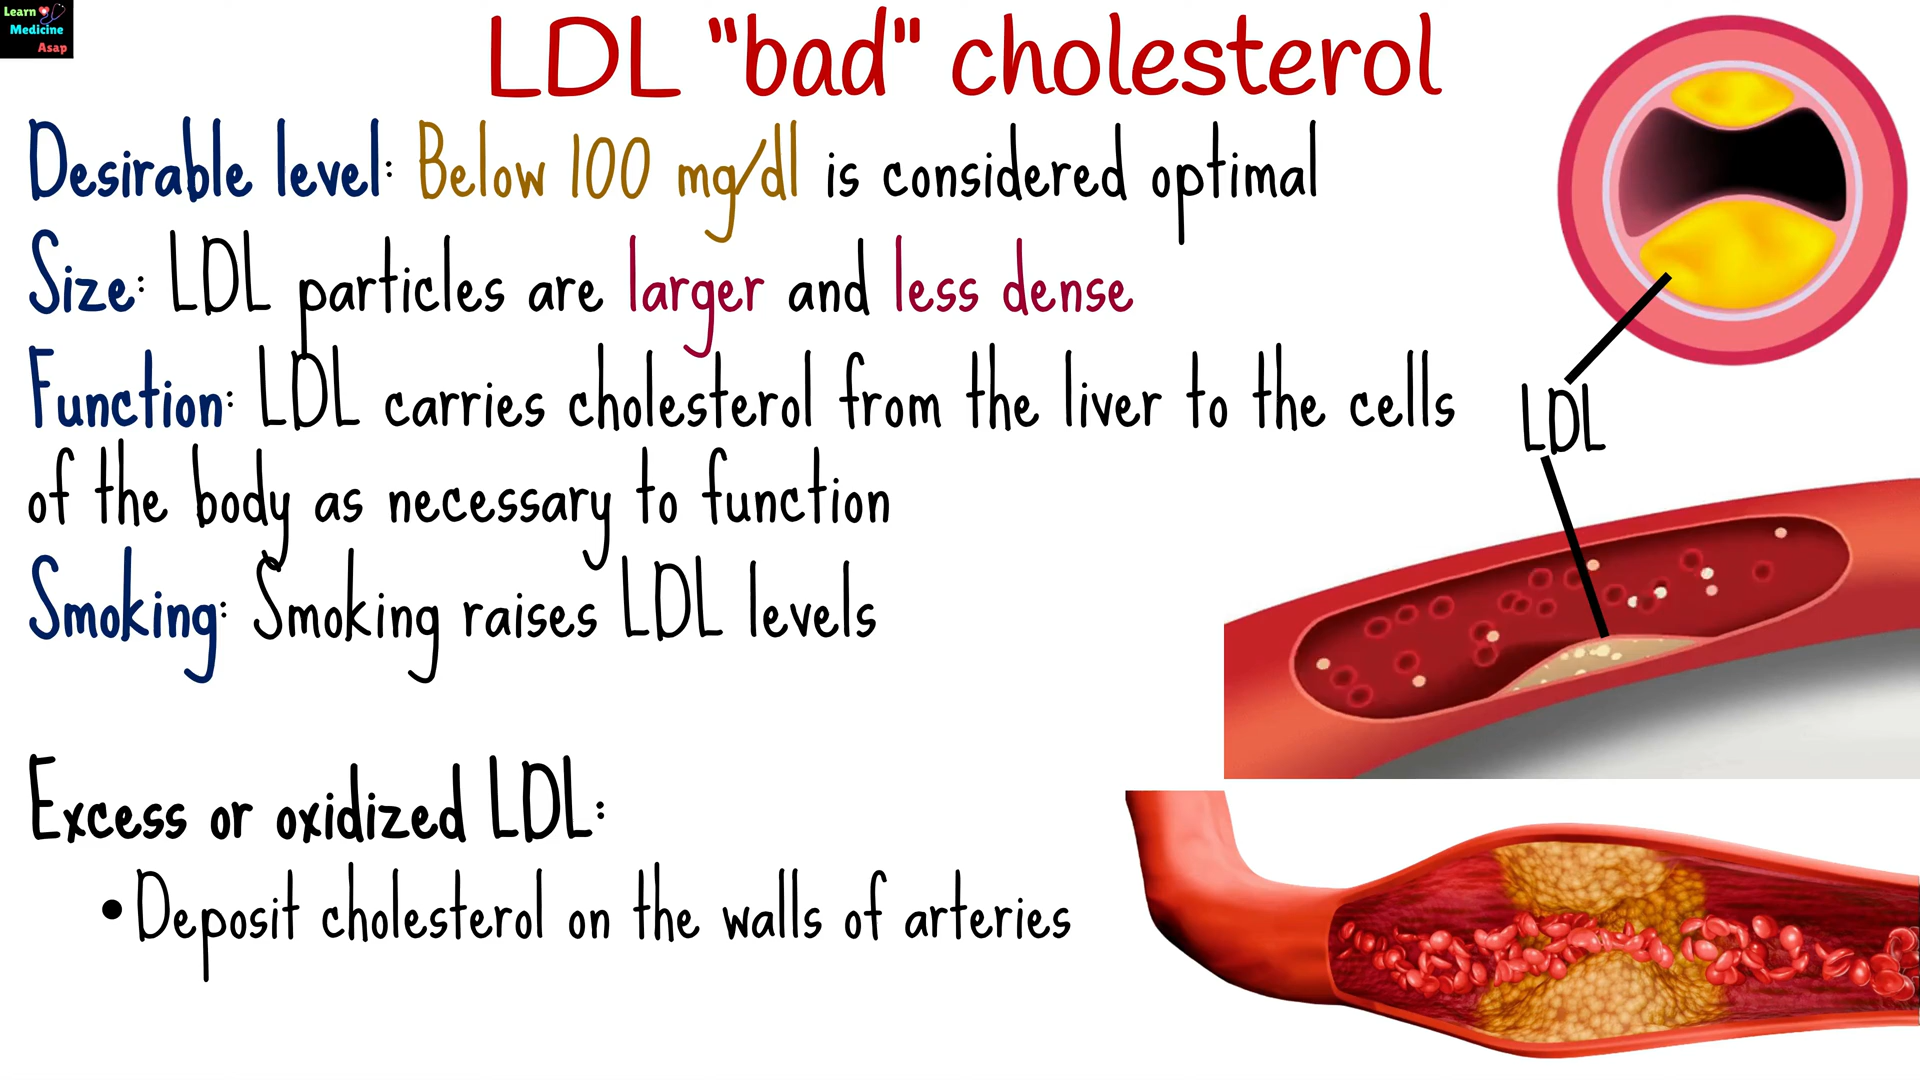 Learn
Medicine
Asap
LDL "bad" cholesterol
Desirable level: Below 100 mg/dl is considered optimal
Size: LDL particles are larger and less dense
Function: LDL carries cholesterol from the liver to the cells
of the body as necessary to function
Smoking: Smoking raises LDL levels
LDL
Excess or oxidized LDL:
•Deposit cholesterol on the walls of arteries